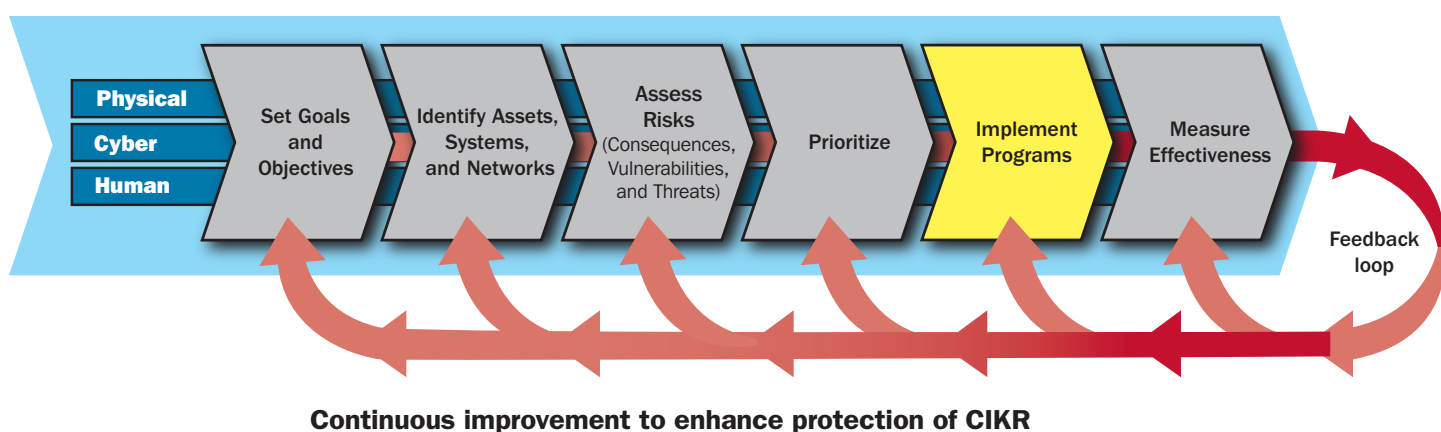 Physical
Cyber
Human
Set Goals
and
Objectives
Identify Assets,
Systems,
and Networks
Assess
Risks
(Consequences,
Vulnerabilities,
and Threats)
Prioritize
Implement
Programs
Measure
Effectiveness
Feedback
loop
Continuous improvement to enhance protection of CIKR